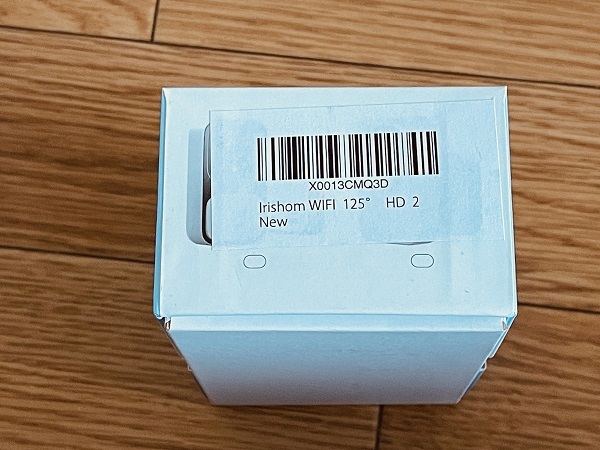 X0013CMQ3D
Irishom WIFI 125° HD 2
New